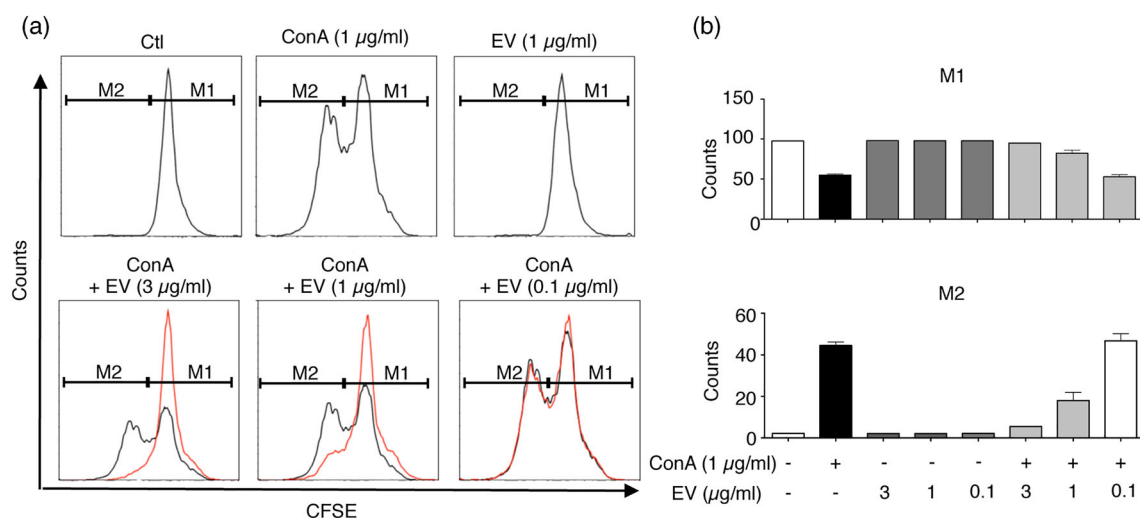 (a)
Ctl
ConA (1 µg/ml)
EV (1 µg/ml)
M2 M1
M2 M1
M2 M1
ConA
+ EV (3 µg/ml)
ConA
+ EV (1 µg/ml)
ConA
+ EV (0.1 µg/ml)
M2 M1
M2 M1
M2 M1
Counts
CFSE
(b)
M1
150
100
50
0
Counts
M2
60
40
20
0
Counts
ConA (1 µg/ml) - + - - - + + +
EV (µg/ml) - - 3 1 0.1 3 1 0.1